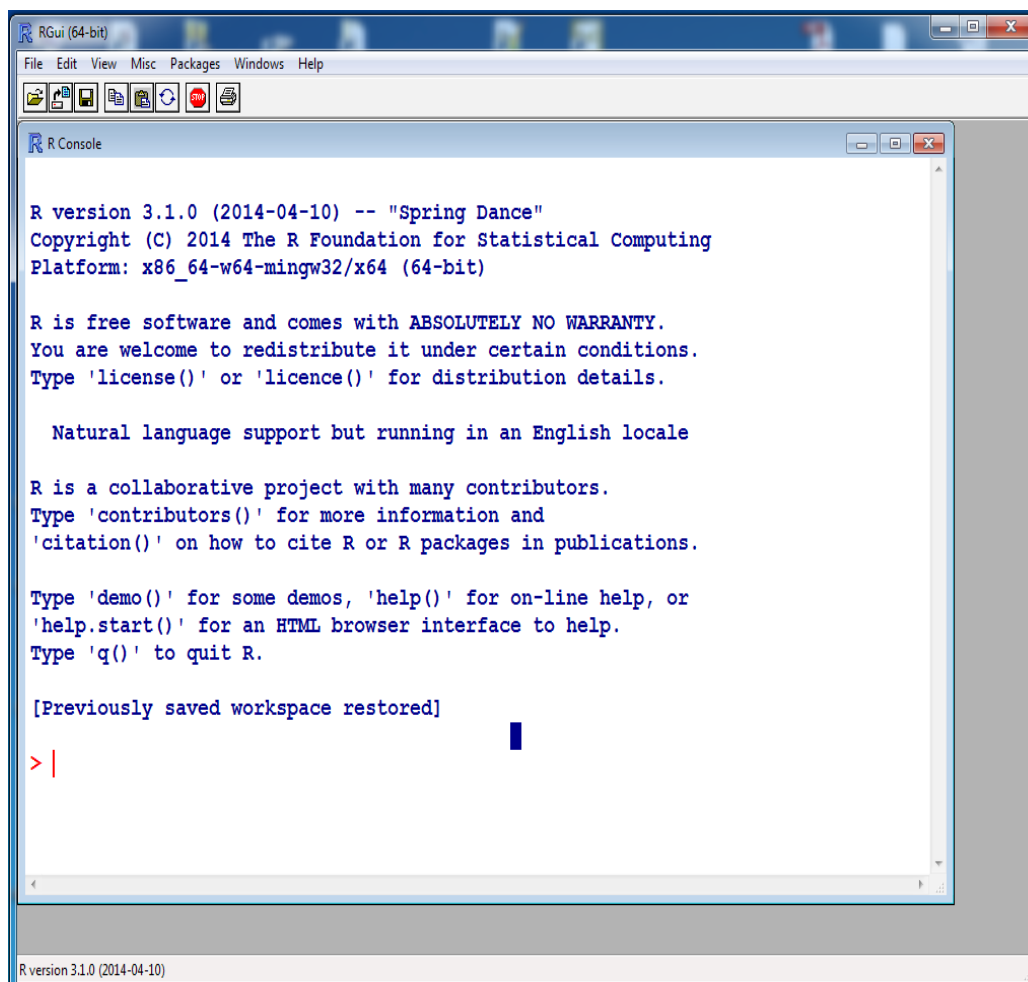 RGui (64-bit)
File Edit View Misc Packages Windows Help
STOP
R Console
R version 3.1.0 (2014-04-10) -- "Spring Dance"
Copyright (C) 2014 The R Foundation for Statistical Computing
Platform: x86_64-w64-mingw32/x64 (64-bit)
R is free software and comes with ABSOLUTELY NO WARRANTY.
You are welcome to redistribute it under certain conditions.
Type 'license()' or 'licence()' for distribution details.
Natural language support but running in an English locale
R is a collaborative project with many contributors.
Type 'contributors()' for more information and
'citation()' on how to cite R or R packages in publications.
Type 'demo()' for some demos, 'help()' for on-line help, or
'help.start()' for an HTML browser interface to help.
Type 'q()' to quit R.
[Previously saved workspace restored]
>
R version 3.1.0 (2014-04-10)